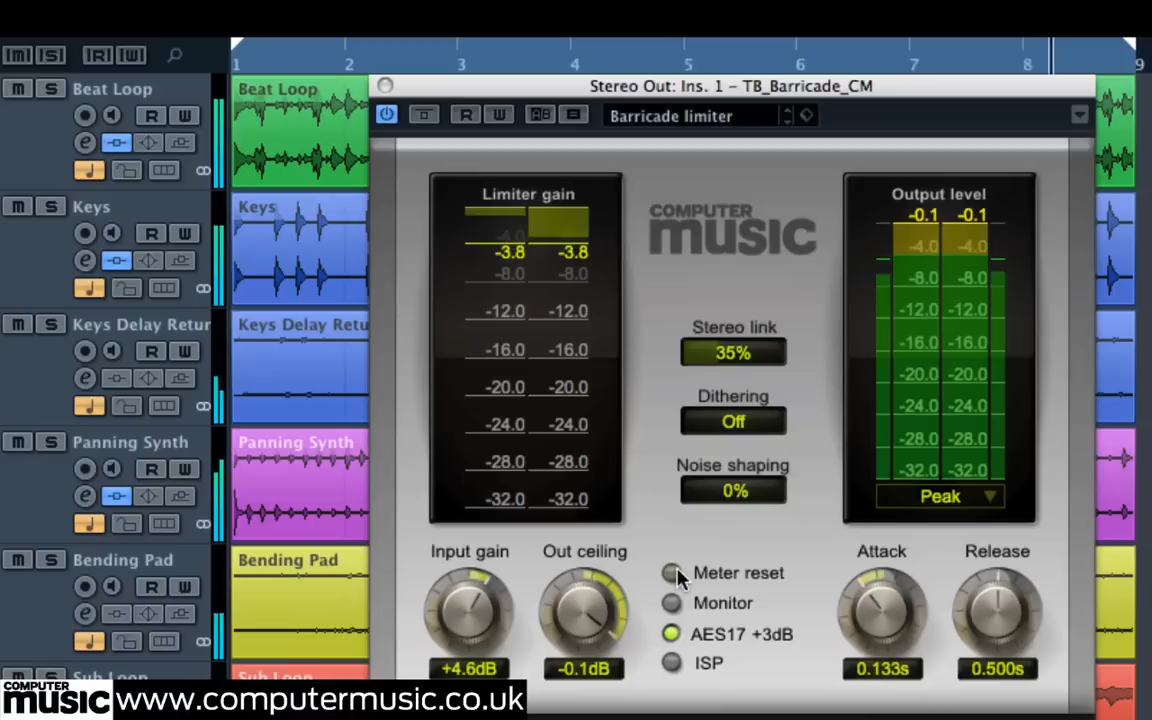 M S R W
1 2 3 4 5 6 7 8 9
M S Beat Loop
R W
e
Beat Loop
M S Keys
R W
e
Keys
M S Keys Delay Retur
R W
e
Keys Delay Retu
M S Panning Synth
R W
e
Panning Synth
M S Bending Pad
R W
e
Bending Pad
Sub Loop
Stereo Out: Ins. 1 – TB_Barricade_CM
R W Barricade limiter
Limiter gain
-4.0
-3.8 -3.8
-8.0 -8.0
-12.0 -12.0
-16.0 -16.0
-20.0 -20.0
-24.0 -24.0
-28.0 -28.0
-32.0 -32.0
COMPUTER
MUSIC
Stereo link
35%
Dithering
Off
Noise shaping
0%
Output level
-0.1 -0.1
-4.0 -4.0
-8.0 -8.0
-12.0 -12.0
-16.0 -16.0
-20.0 -20.0
-24.0 -24.0
-28.0 -28.0
-32.0 -32.0
Peak
Input gain
+4.6dB
Out ceiling
-0.1dB
Meter reset
Monitor
AES17 +3dB
ISP
Attack
0.133s
Release
0.500s
COMPUTER
MUSIC
www.computermusic.co.uk